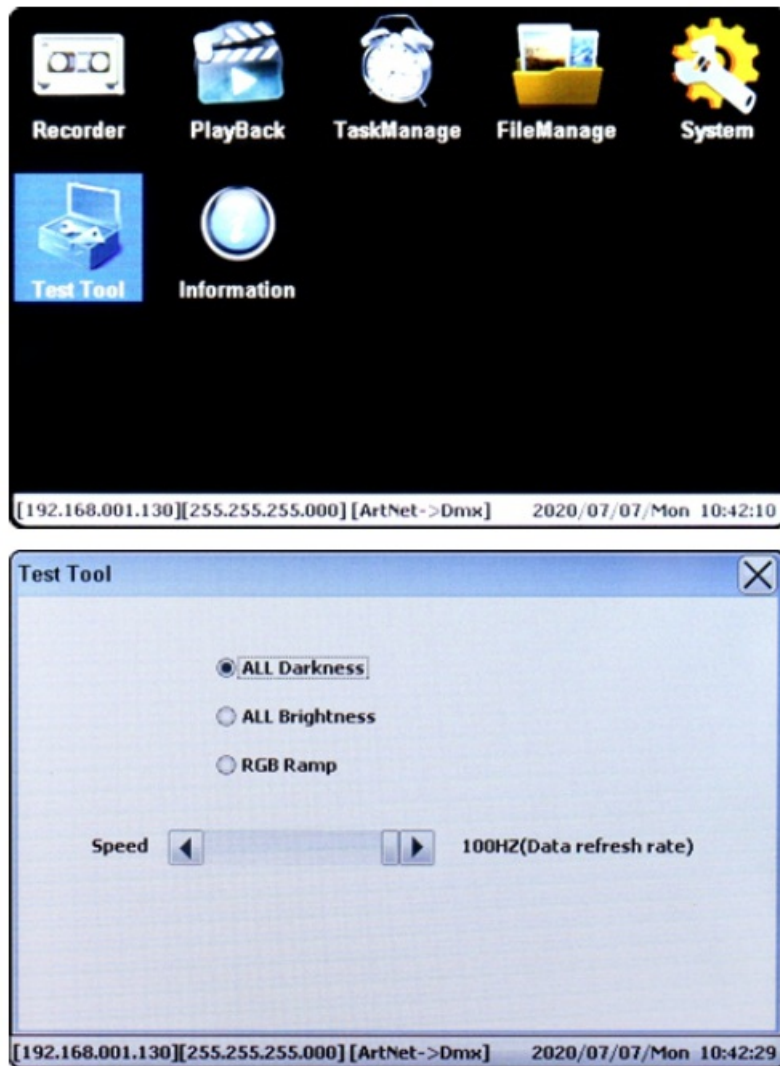 Recorder PlayBack TaskManage FileManage System
Test Tool Information
[192.168.001.130][255.255.255.000] [ArtNet->Dmx] 2020/07/07/Mon 10:42:10
Test Tool
ALL Darkness
ALL Brightness
RGB Ramp
Speed 100HZ(Data refresh rate)
[192.168.001.130][255.255.255.000] [ArtNet->Dmx] 2020/07/07/Mon 10:42:29